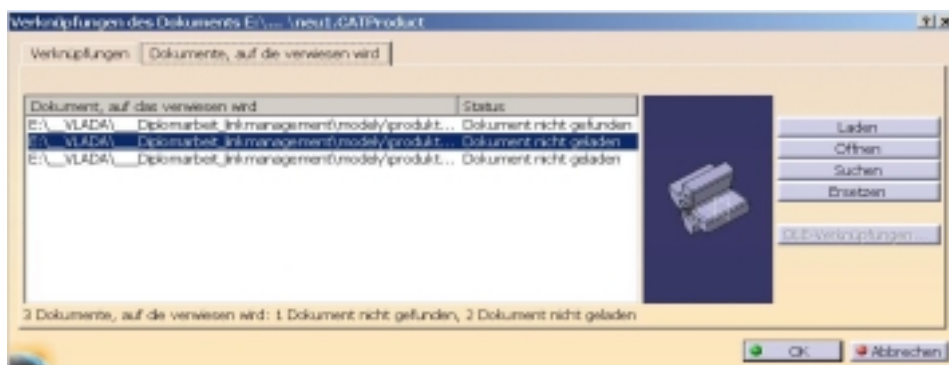 Verknüpfungen des Dokuments E:\... \neu1.CATProduct
Verknüpfungen Dokumente, auf die verwiesen wird
Dokument, auf das verwiesen wird Status
E:\__VLADA\___Diplomarbeit_linkmanagement\modely\produkt... Dokument nicht gefunden
E:\__VLADA\___Diplomarbeit_linkmanagement\modely\produkt... Dokument nicht geladen
E:\__VLADA\___Diplomarbeit_linkmanagement\modely\produkt... Dokument nicht geladen
Laden
Öffnen
Suchen
Ersetzen
OLE-Verknüpfungen...
3 Dokumente, auf die verwiesen wird: 1 Dokument nicht gefunden, 2 Dokument nicht geladen
OK Abbrechen